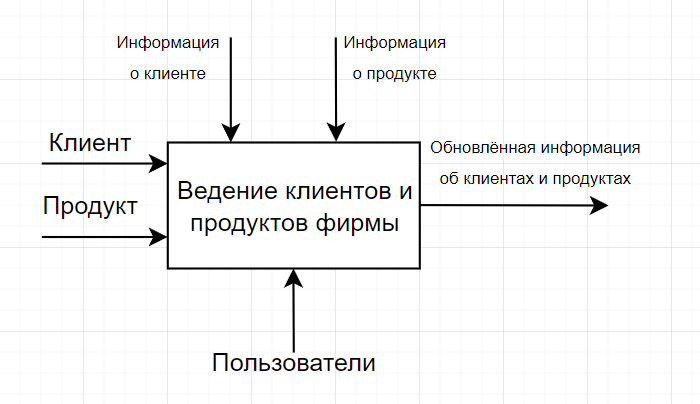 Информация
о клиенте
Информация
о продукте
Клиент
Продукт
Ведение клиентов и
продуктов фирмы
Обновлённая информация
об клиентах и продуктах
Пользователи